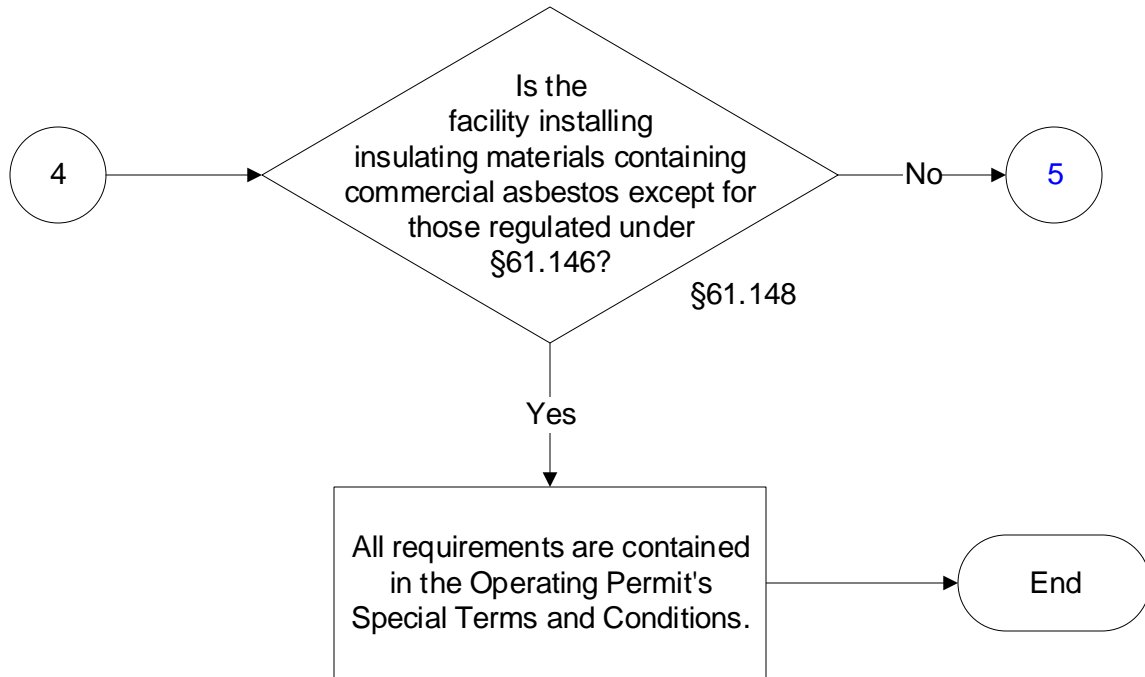 4
Is the
facility installing
insulating materials containing
commercial asbestos except for
those regulated under
§61.146?
No
5
§61.148
Yes
All requirements are contained
in the Operating Permit's
Special Terms and Conditions.
End